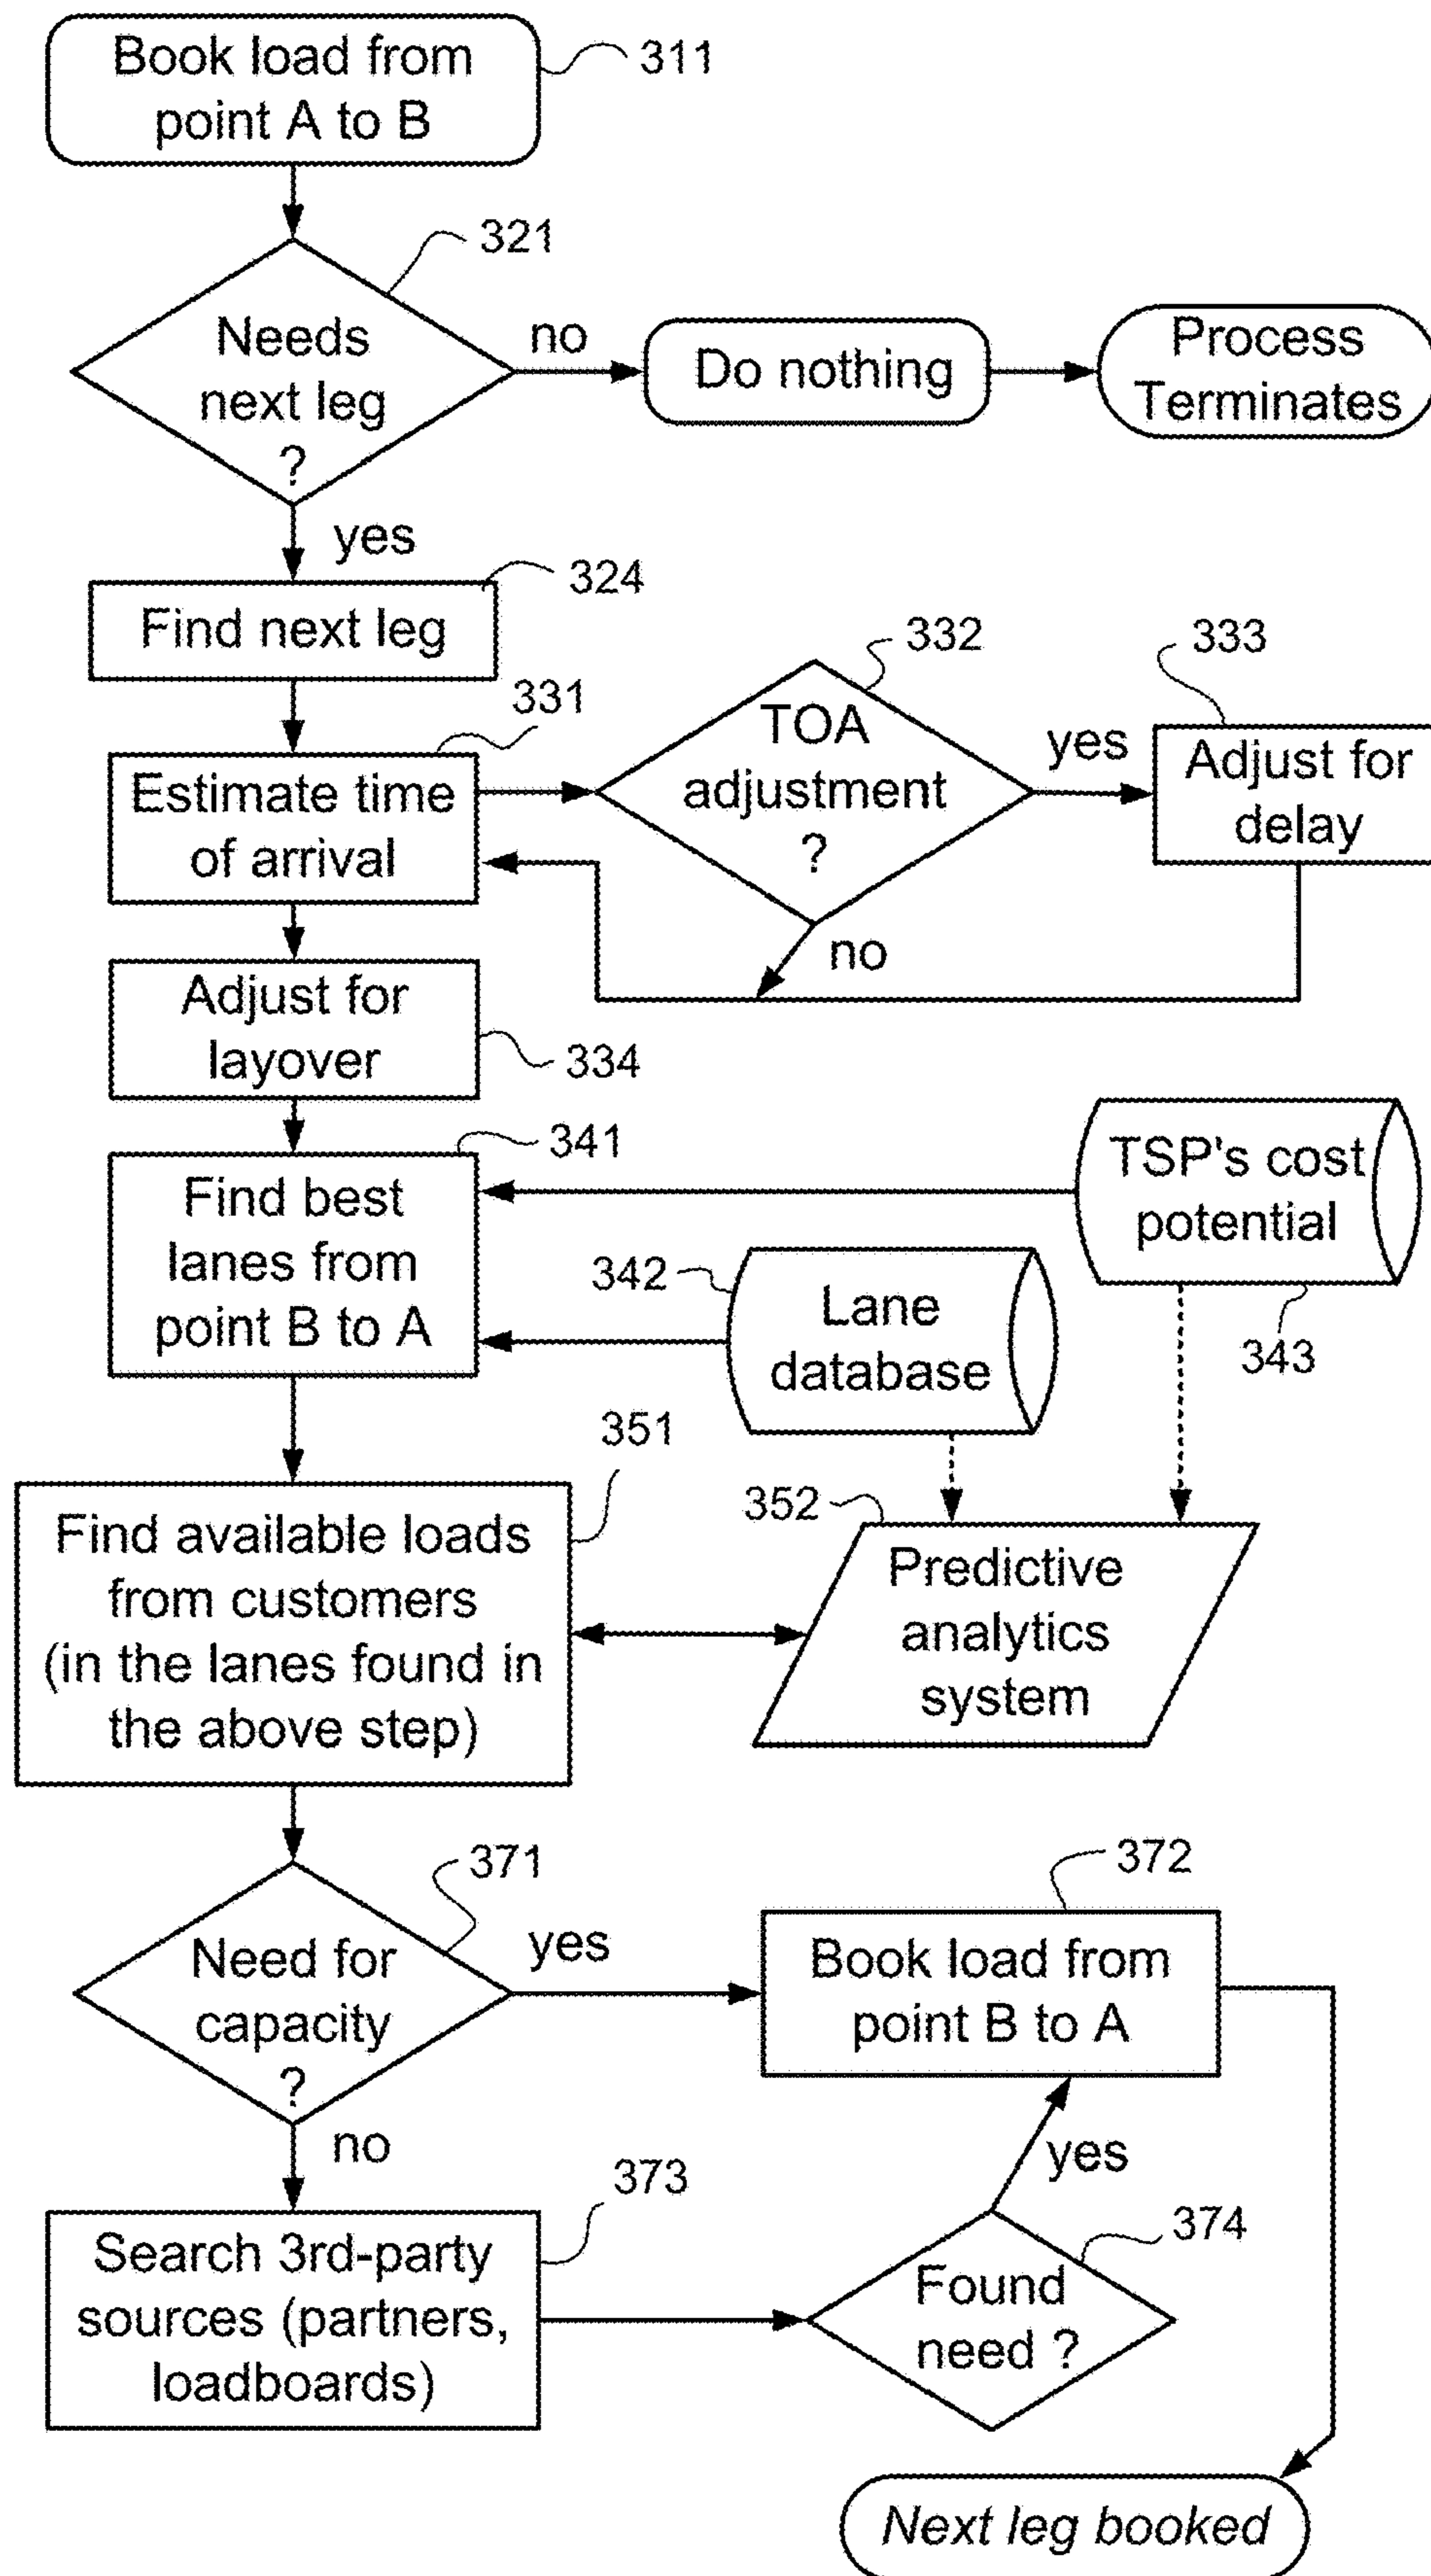 Book load from
point A to B
311
321
Needs
next leg
?
no
Do nothing
Process
Terminates
yes
324
Find next leg
331
Estimate time
of arrival
332
TOA
adjustment
?
yes
333
Adjust for
delay
no
Adjust for
layover
334
341
Find best
lanes from
point B to A
TSP's cost
potential
343
342
Lane
database
351
Find available loads
from customers
(in the lanes found in
the above step)
352
Predictive
analytics
system
371
Need for
capacity
?
yes
372
Book load from
point B to A
no
373
Search 3rd-party
sources (partners,
loadboards)
yes
374
Found
need ?
Next leg booked